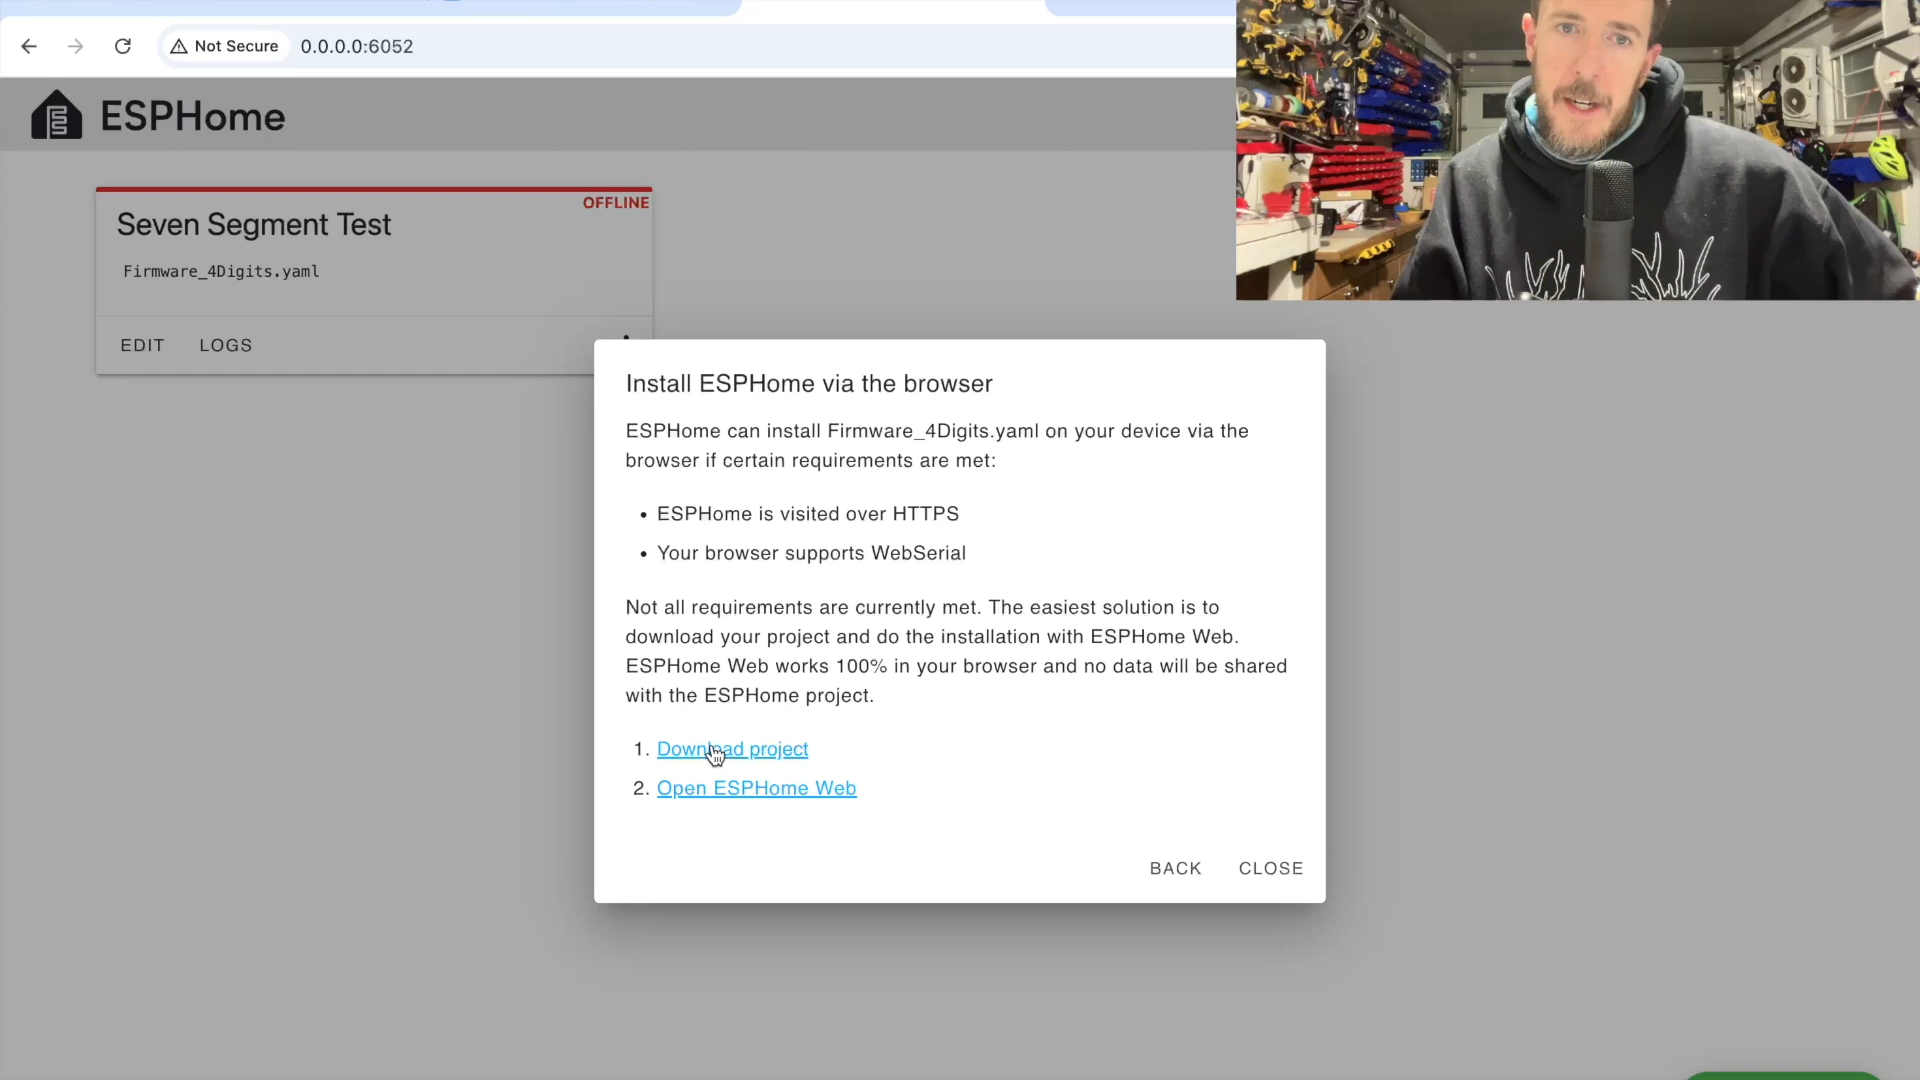 Not Secure 0.0.0.0:6052
ESPHome
OFFLINE
Seven Segment Test
Firmware_4Digits.yaml
EDIT LOGS
Install ESPHome via the browser
ESPHome can install Firmware_4Digits.yaml on your device via the
browser if certain requirements are met:
• ESPHome is visited over HTTPS
• Your browser supports WebSerial
Not all requirements are currently met. The easiest solution is to
download your project and do the installation with ESPHome Web.
ESPHome Web works 100% in your browser and no data will be shared
with the ESPHome project.
1. Download project
2. Open ESPHome Web
BACK CLOSE